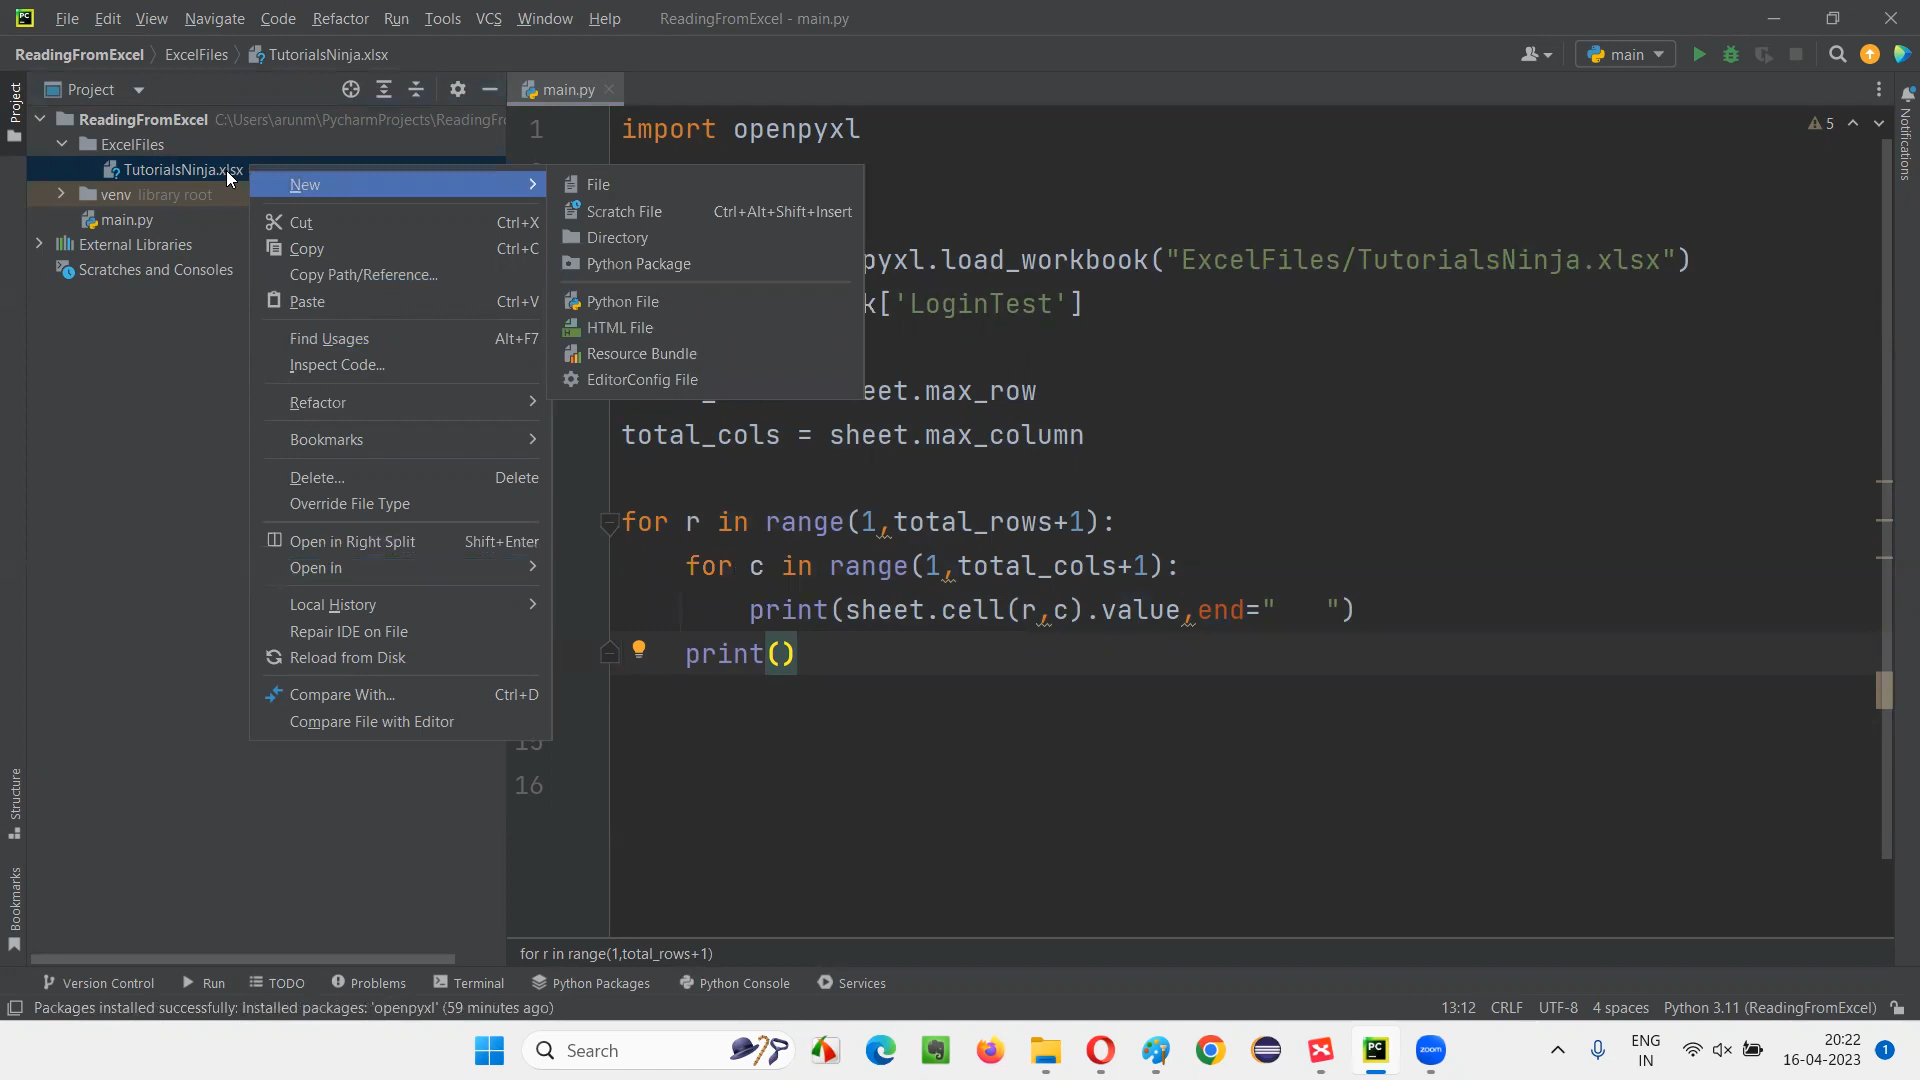 File Edit View Navigate Code Refactor Run Tools VCS Window Help ReadingFromExcel - main.py
ReadingFromExcel ExcelFiles TutorialsNinja.xlsx main
Project
Project
main.py
Notifications
ReadingFromExcel C:\Users\arunm\PycharmProjects\ReadingFr
ExcelFiles
TutorialsNinja.xlsx
venv library root
main.py
External Libraries
Scratches and Consoles
New
Cut Ctrl+X
Copy Ctrl+C
Copy Path/Reference...
Paste Ctrl+V
Find Usages Alt+F7
Inspect Code...
Refactor
Bookmarks
Delete... Delete
Override File Type
Open in Right Split Shift+Enter
Open In
Local History
Repair IDE on File
Reload from Disk
Compare With... Ctrl+D
Compare File with Editor
File
Scratch File Ctrl+Alt+Shift+Insert
Directory
Python Package
Python File
HTML File
Resource Bundle
EditorConfig File
1 import openpyxl
5
pyxl.load_workbook("ExcelFiles/TutorialsNinja.xlsx")
k['LoginTest']
eet.max_row
total_cols = sheet.max_column
for r in range(1,total_rows+1):
for c in range(1,total_cols+1):
print(sheet.cell(r,c).value,end="   ")
print()
15
16
Structure
Bookmarks
for r in range(1,total_rows+1)
Version Control Run TODO Problems Terminal Python Packages Python Console Services
Packages installed successfully: Installed packages: 'openpyxl' (59 minutes ago) 13:12 CRLF UTF-8 4 spaces Python 3.11 (ReadingFromExcel)
Search
PC
zoom
ENG
IN
20:22
16-04-2023
1